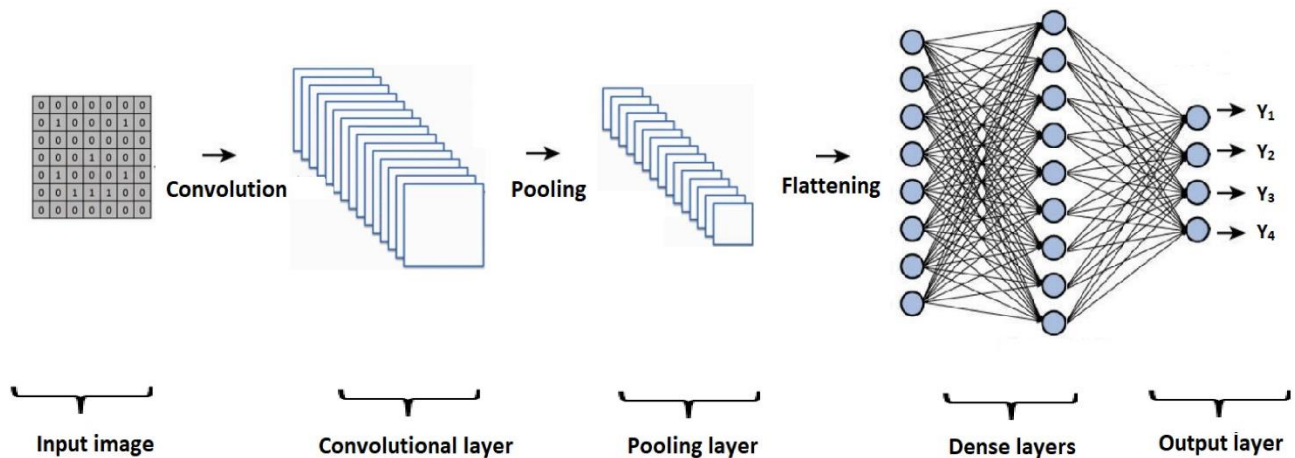 0 0 0 0 0 0 0
0 1 0 0 0 1 0
0 0 0 0 0 0 0
0 0 0 1 0 0 0
0 1 0 0 0 1 0
0 0 1 1 1 0 0
0 0 0 0 0 0 0
Convolution
Pooling
Flattening
Y1
Y2
Y3
Y4
Input image
Convolutional layer
Pooling layer
Dense layers
Output layer